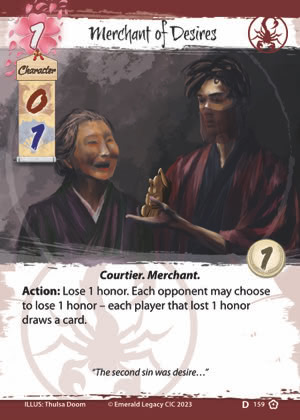 1
Merchant of Desires
Character
0
1
1
Courtier. Merchant.
Action: Lose 1 honor. Each opponent may choose
to lose 1 honor – each player that lost 1 honor
draws a card.
"The second sin was desire…"
ILLUS: Thulsa Doom © Emerald Legacy CIC 2023 D 159